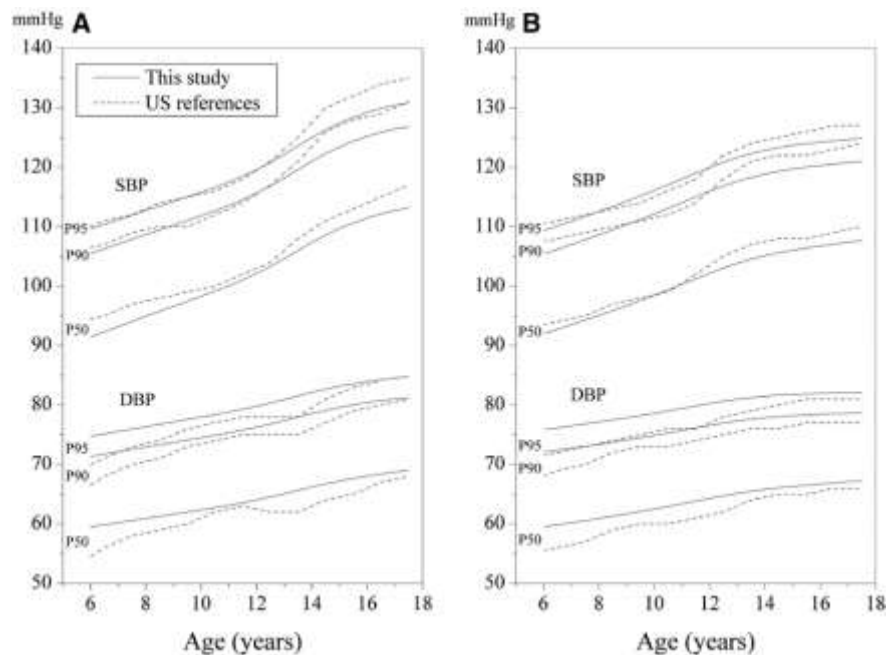 mmHg A
140
130
120
110
100
90
80
70
60
50
This study
US references
SBP
P95
P90
P50
DBP
P95
P90
P50
6 8 10 12 14 16 18
Age (years)
mmHg B
140
130
120
110
100
90
80
70
60
50
SBP
P95
P90
P50
DBP
P95
P90
P50
6 8 10 12 14 16 18
Age (years)